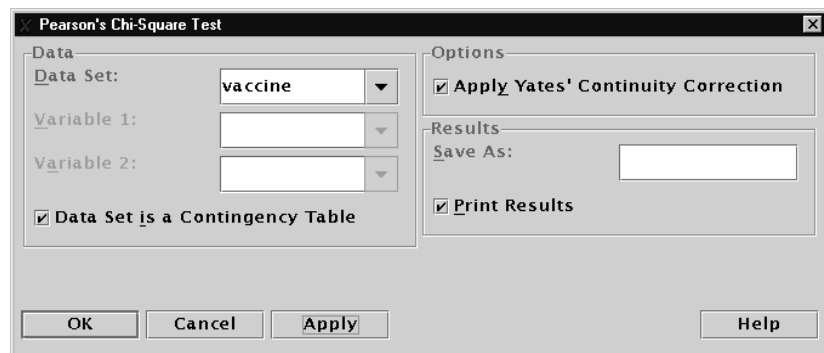 Pearson's Chi-Square Test
Data
Data Set:
vaccine
Variable 1:
Variable 2:
Data Set is a Contingency Table
Options
Apply Yates' Continuity Correction
Results
Save As:
Print Results
OK
Cancel
Apply
Help